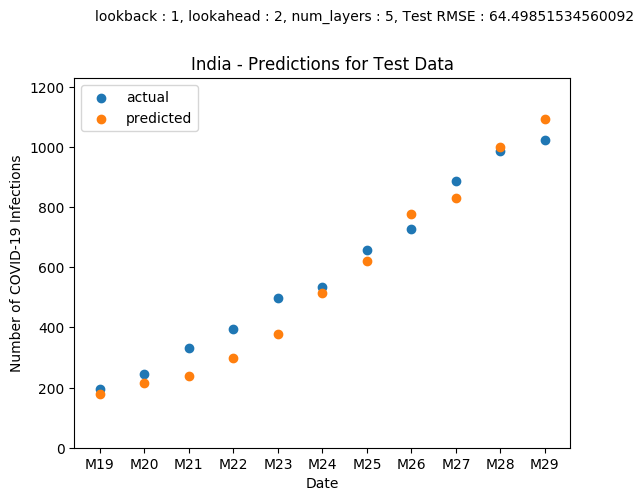 lookback : 1, lookahead : 2, num_layers : 5, Test RMSE : 64.49851534560092
India - Predictions for Test Data
actual
predicted
Number of COVID-19 Infections
1200
1000
800
600
400
200
0
M19 M20 M21 M22 M23 M24 M25 M26 M27 M28 M29
Date